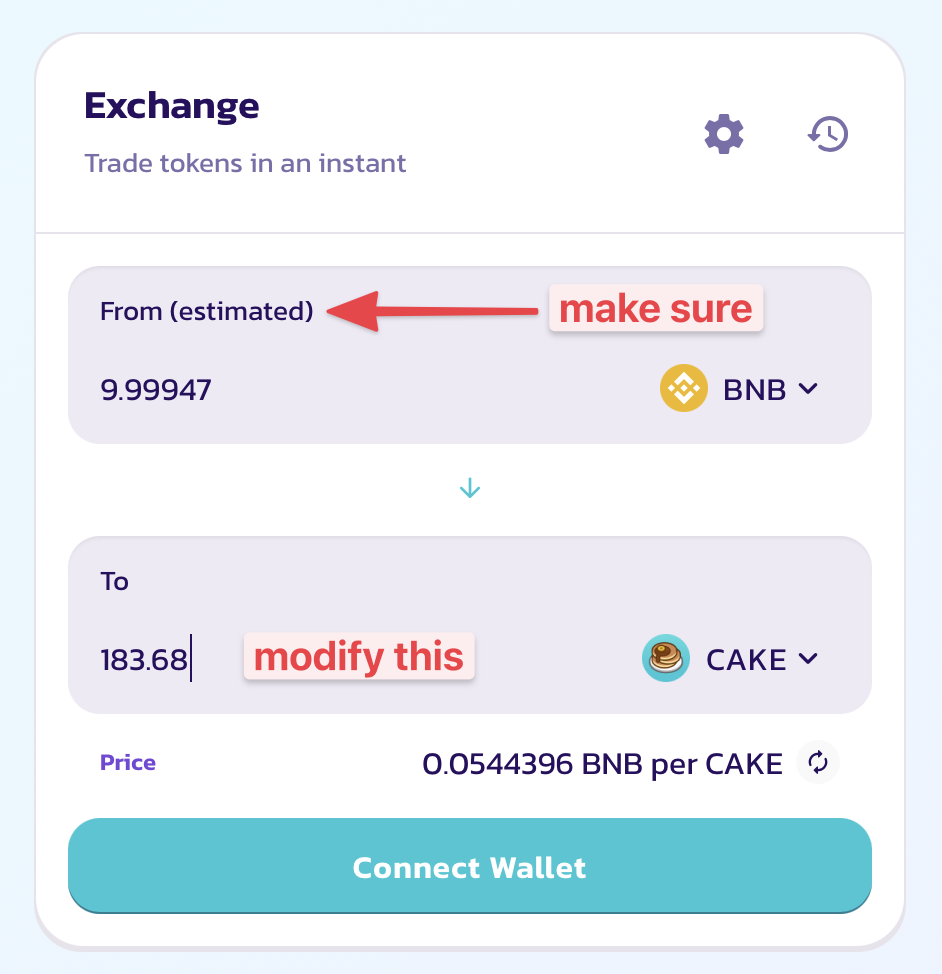 Exchange
Trade tokens in an instant
From (estimated)
make sure
9.99947
BNB
To
183.68
modify this
CAKE
Price
0.0544396 BNB per CAKE
Connect Wallet